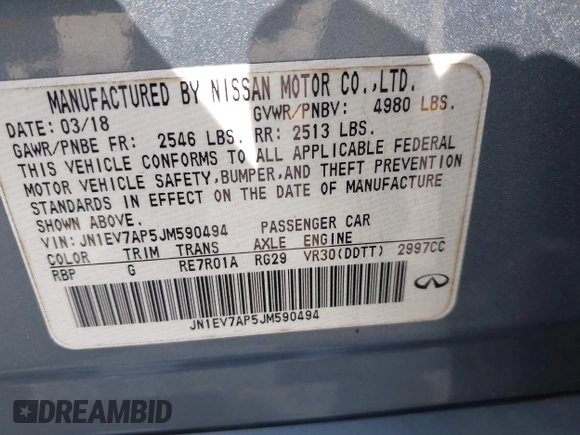 MANUFACTURED BY NISSAN MOTOR CO.,LTD.
DATE: 03/18 GVWR/PNBV: 4980 LBS.
GAWR/PNBE FR: 2546 LBS. RR: 2513 LBS.
THIS VEHICLE CONFORMS TO ALL APPLICABLE FEDERAL
MOTOR VEHICLE SAFETY,BUMPER,AND THEFT PREVENTION
STANDARDS IN EFFECT ON THE DATE OF MANUFACTURE
SHOWN ABOVE.
VIN: JN1EV7AP5JM590494 PASSENGER CAR
COLOR TRIM TRANS AXLE ENGINE
RBP G RE7R01A RG29 VR30(DDTT) 2997CC
JN1EV7AP5JM590494
DREAMBID